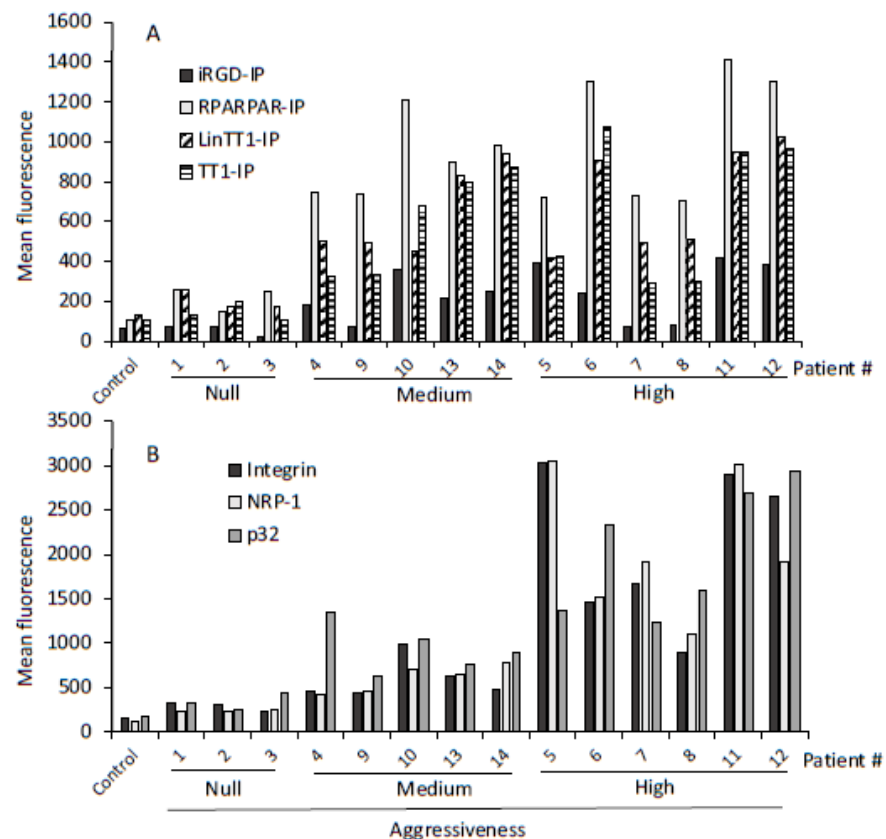 1600
1400
1200
1000
800
600
400
200
0
Mean fluorescence
A
iRGD-IP
RPARPAR-IP
LinTT1-IP
TT1-IP
Control 1 2 3 4 9 10 13 14 5 6 7 8 11 12 Patient #
Null Medium High
3500
3000
2500
2000
1500
1000
500
0
Mean fluorescence
B
Integrin
NRP-1
p32
Control 1 2 3 4 9 10 13 14 5 6 7 8 11 12 Patient #
Null Medium High
Aggressiveness